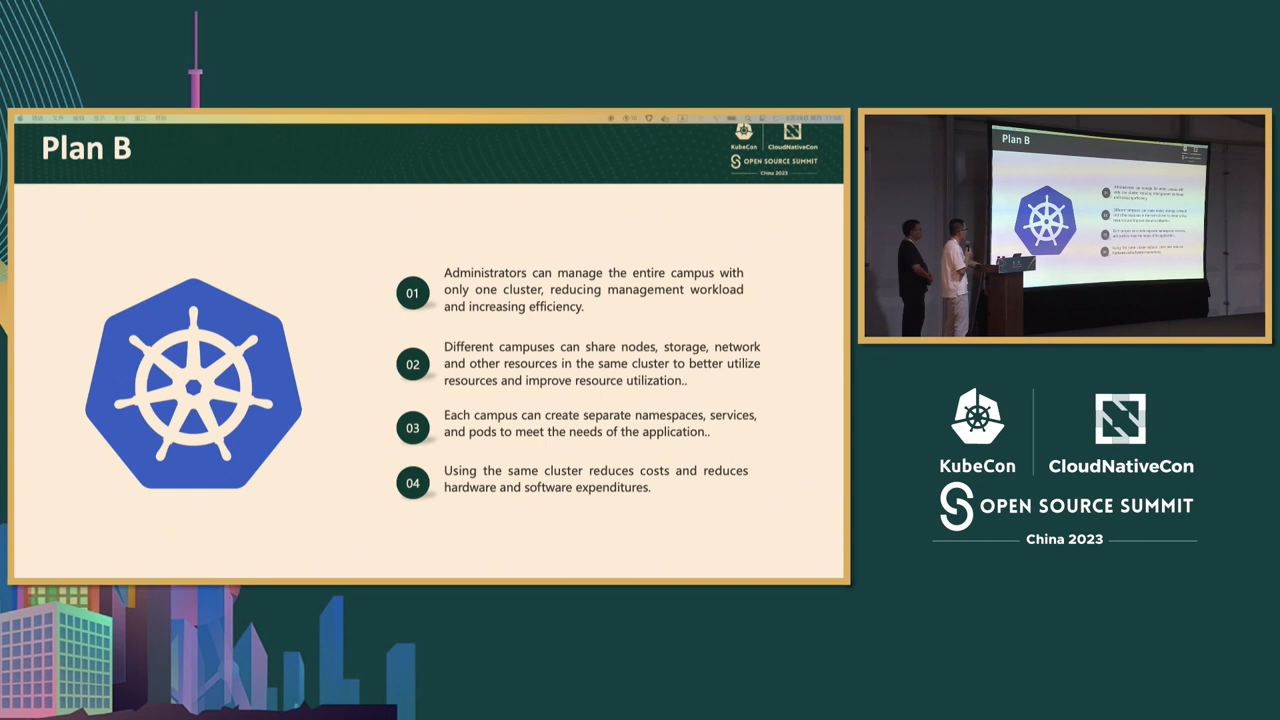 Plan B
KubeCon
CloudNativeCon
OPEN SOURCE SUMMIT
China 2023
01
Administrators can manage the entire campus with
only one cluster, reducing management workload
and increasing efficiency.
02
Different campuses can share nodes, storage, network
and other resources in the same cluster to better utilize
resources and improve resource utilization..
03
Each campus can create separate namespaces, services,
and pods to meet the needs of the application..
04
Using the same cluster reduces costs and reduces
hardware and software expenditures.
Plan B
KubeCon
CloudNativeCon
OPEN SOURCE SUMMIT
China 2023